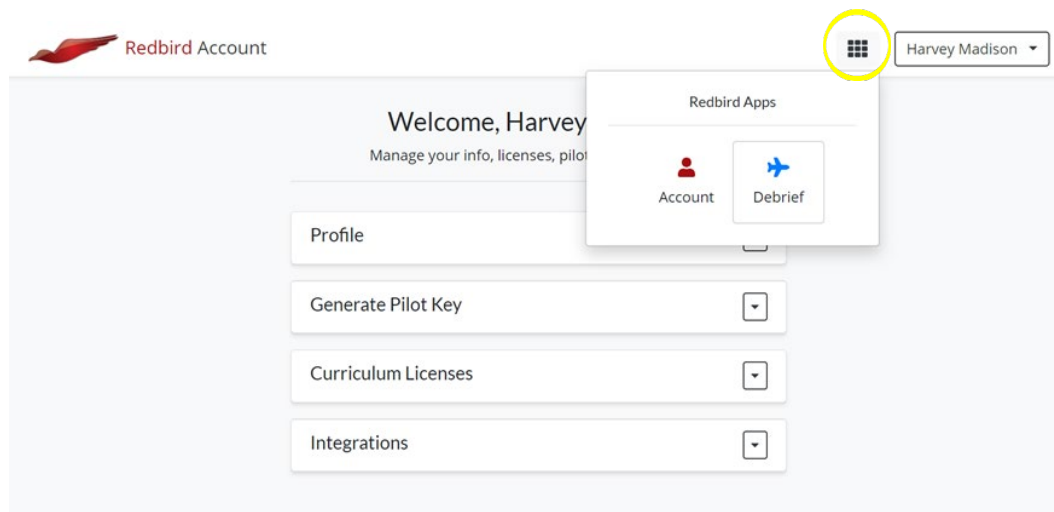 Redbird Account
Harvey Madison
Redbird Apps
Account
Debrief
Welcome, Harvey
Manage your info, licenses,
Profile
Generate Pilot Key
Curriculum Licenses
Integrations